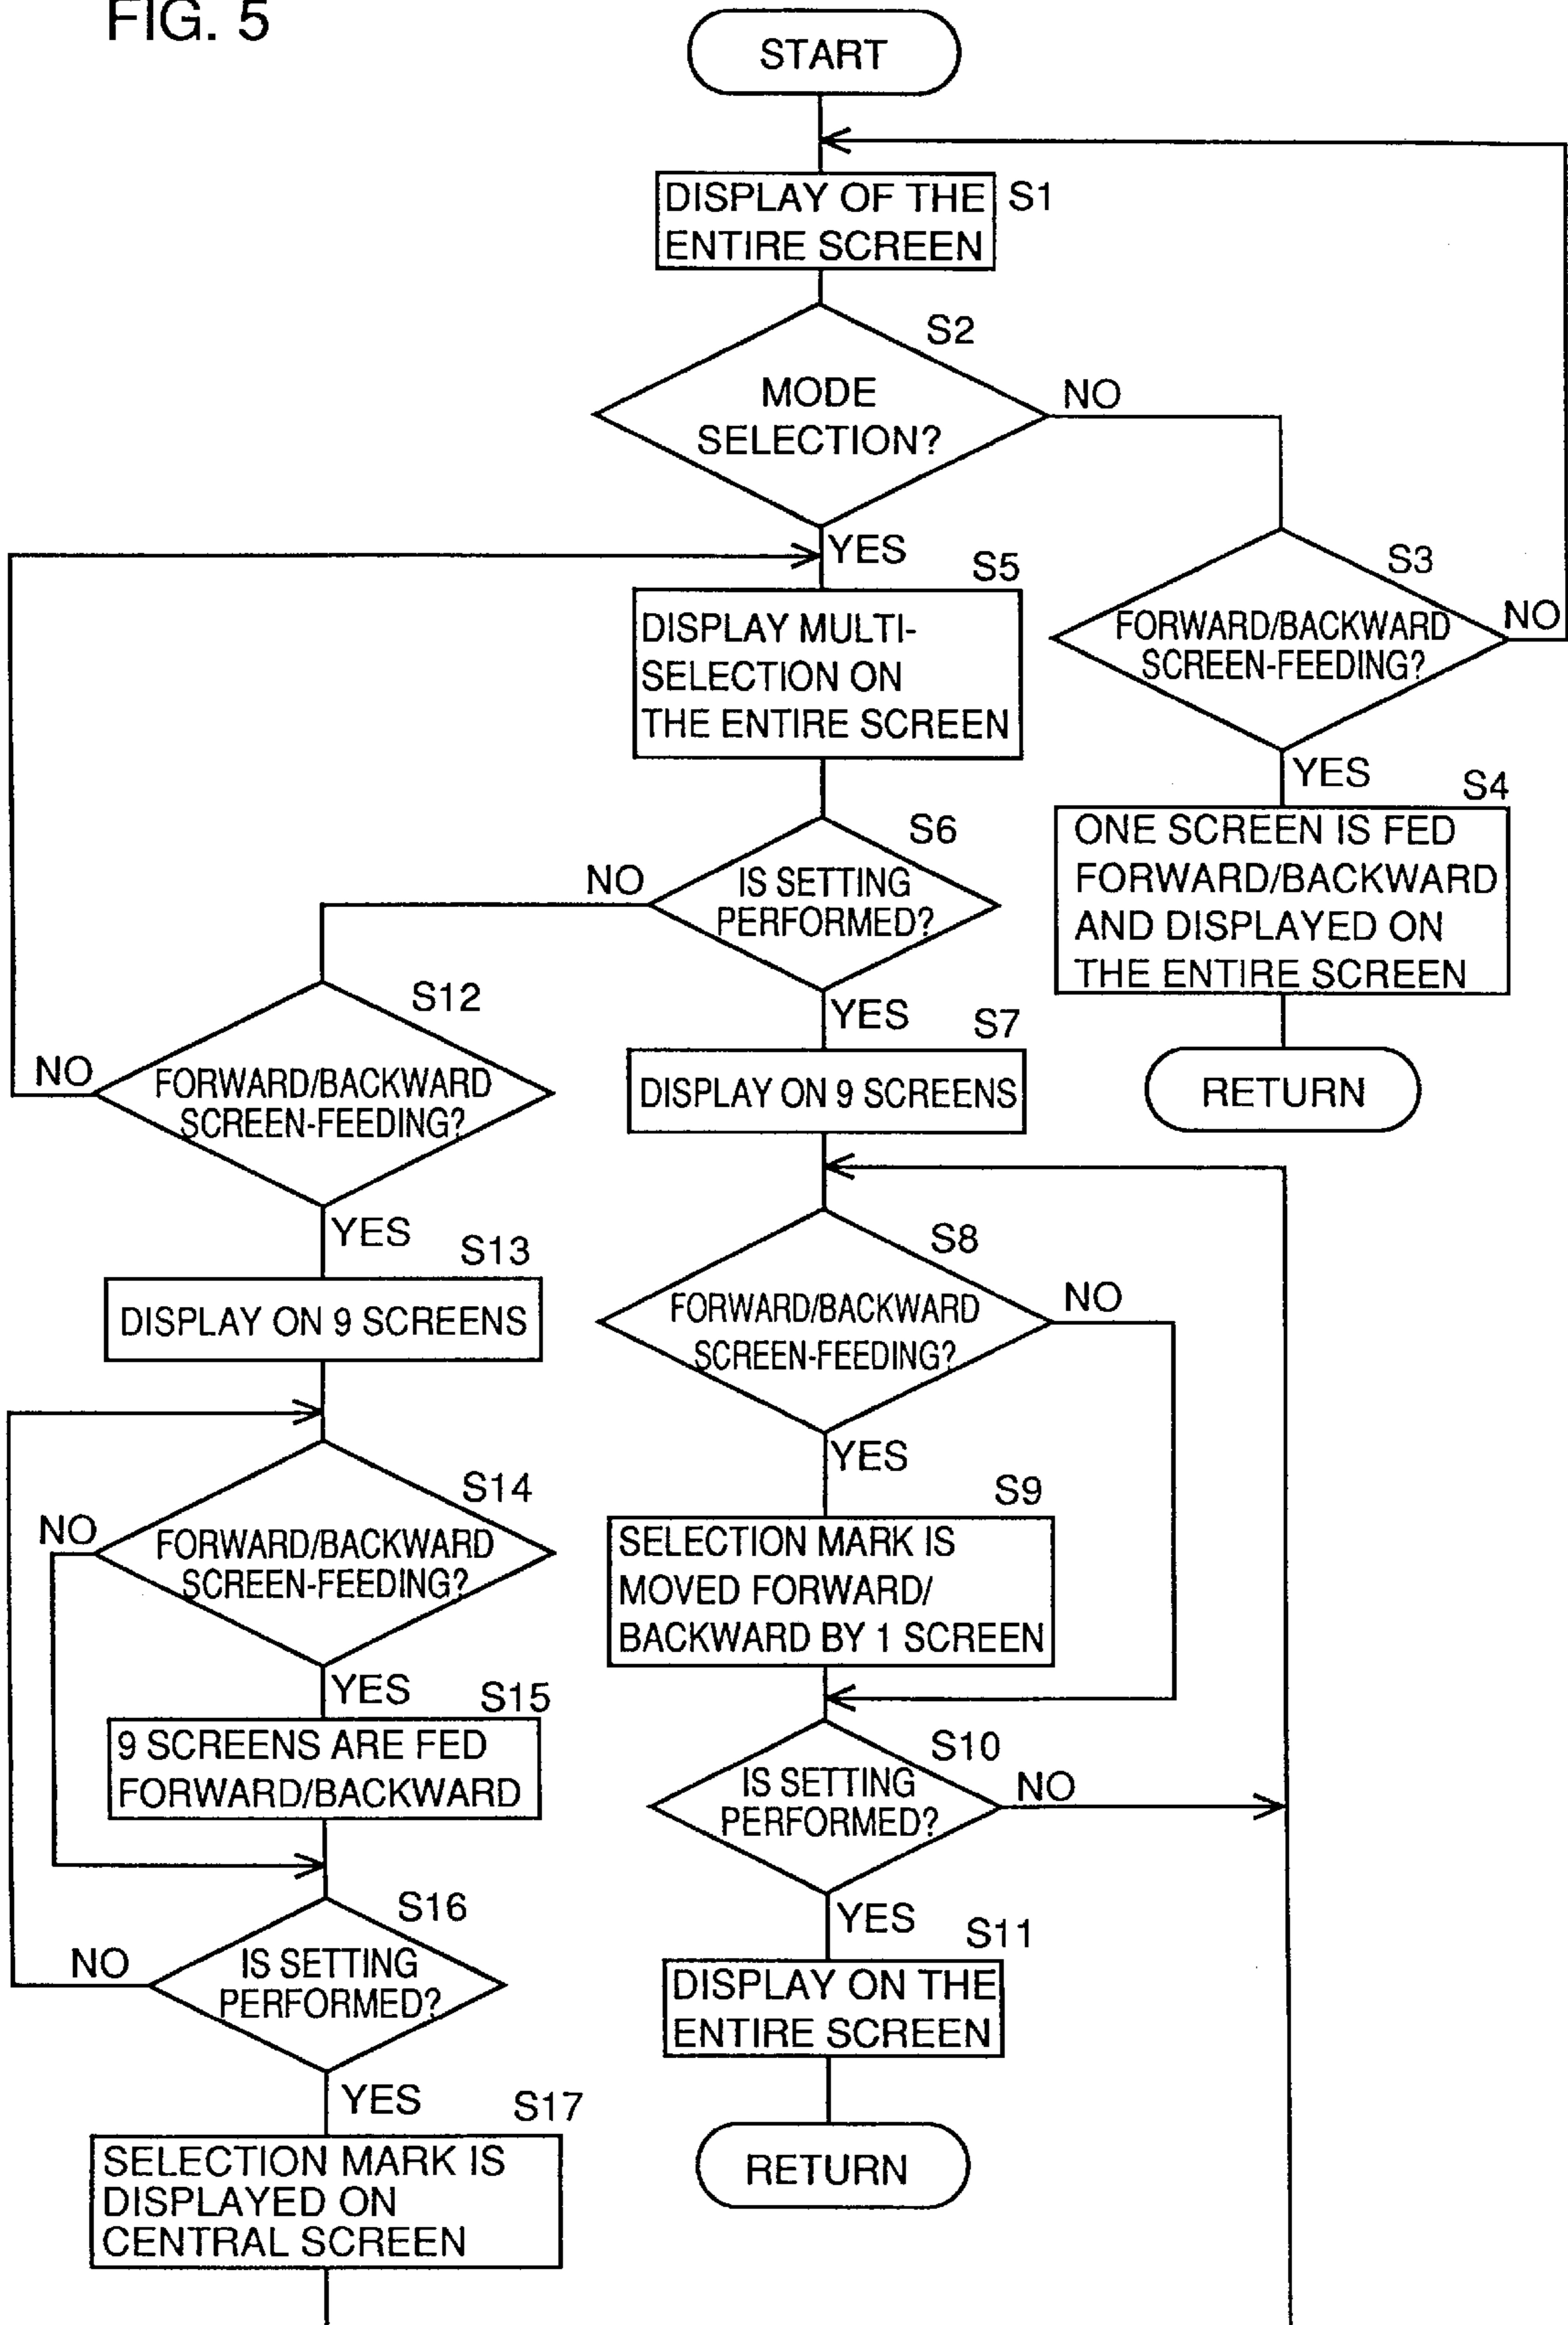 FIG. 5
START
DISPLAY OF THE
ENTIRE SCREEN
S1
S2
MODE
SELECTION?
NO
YES
S3
FORWARD/BACKWARD
SCREEN-FEEDING?
NO
YES
S4
ONE SCREEN IS FED
FORWARD/BACKWARD
AND DISPLAYED ON
THE ENTIRE SCREEN
RETURN
S5
DISPLAY MULTI-
SELECTION ON
THE ENTIRE SCREEN
S6
IS SETTING
PERFORMED?
NO
YES
S7
DISPLAY ON 9 SCREENS
S8
FORWARD/BACKWARD
SCREEN-FEEDING?
NO
YES
S9
SELECTION MARK IS
MOVED FORWARD/
BACKWARD BY 1 SCREEN
S10
IS SETTING
PERFORMED?
NO
YES
S11
DISPLAY ON THE
ENTIRE SCREEN
RETURN
S12
FORWARD/BACKWARD
SCREEN-FEEDING?
NO
YES
S13
DISPLAY ON 9 SCREENS
S14
FORWARD/BACKWARD
SCREEN-FEEDING?
NO
YES
S15
9 SCREENS ARE FED
FORWARD/BACKWARD
S16
IS SETTING
PERFORMED?
NO
YES
S17
SELECTION MARK IS
DISPLAYED ON
CENTRAL SCREEN